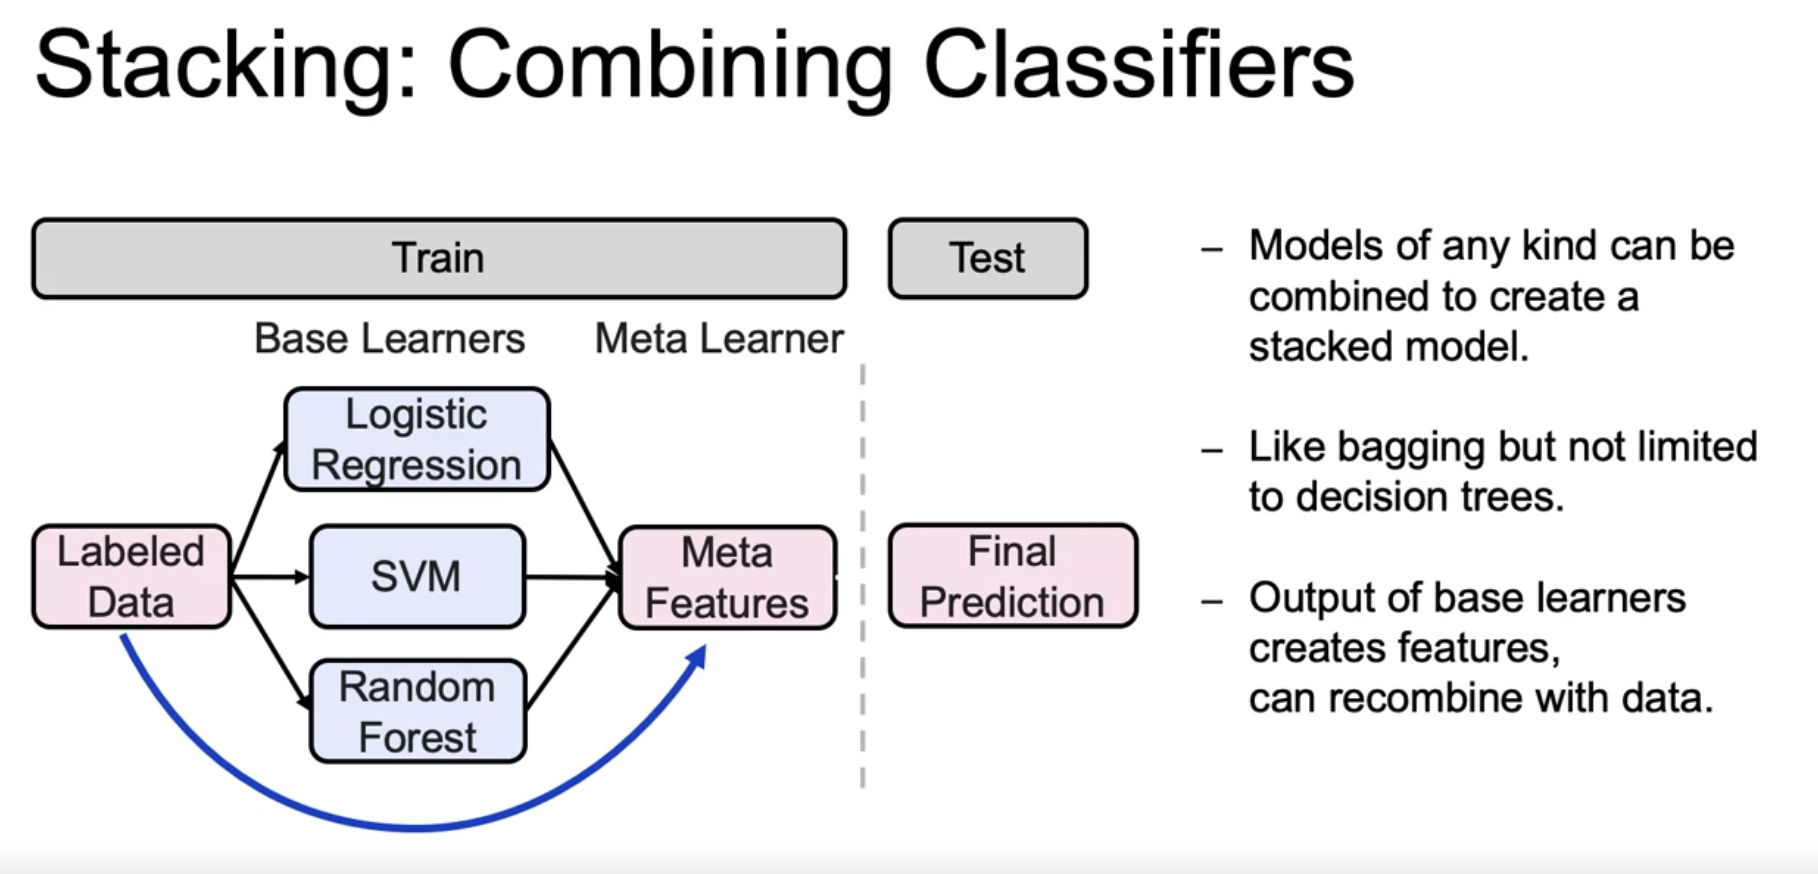 Stacking: Combining Classifiers
Train
Test
Base Learners
Meta Learner
Logistic
Regression
Labeled
Data
SVM
Meta
Features
Random
Forest
Final
Prediction
– Models of any kind can be
combined to create a
stacked model.
– Like bagging but not limited
to decision trees.
– Output of base learners
creates features,
can recombine with data.